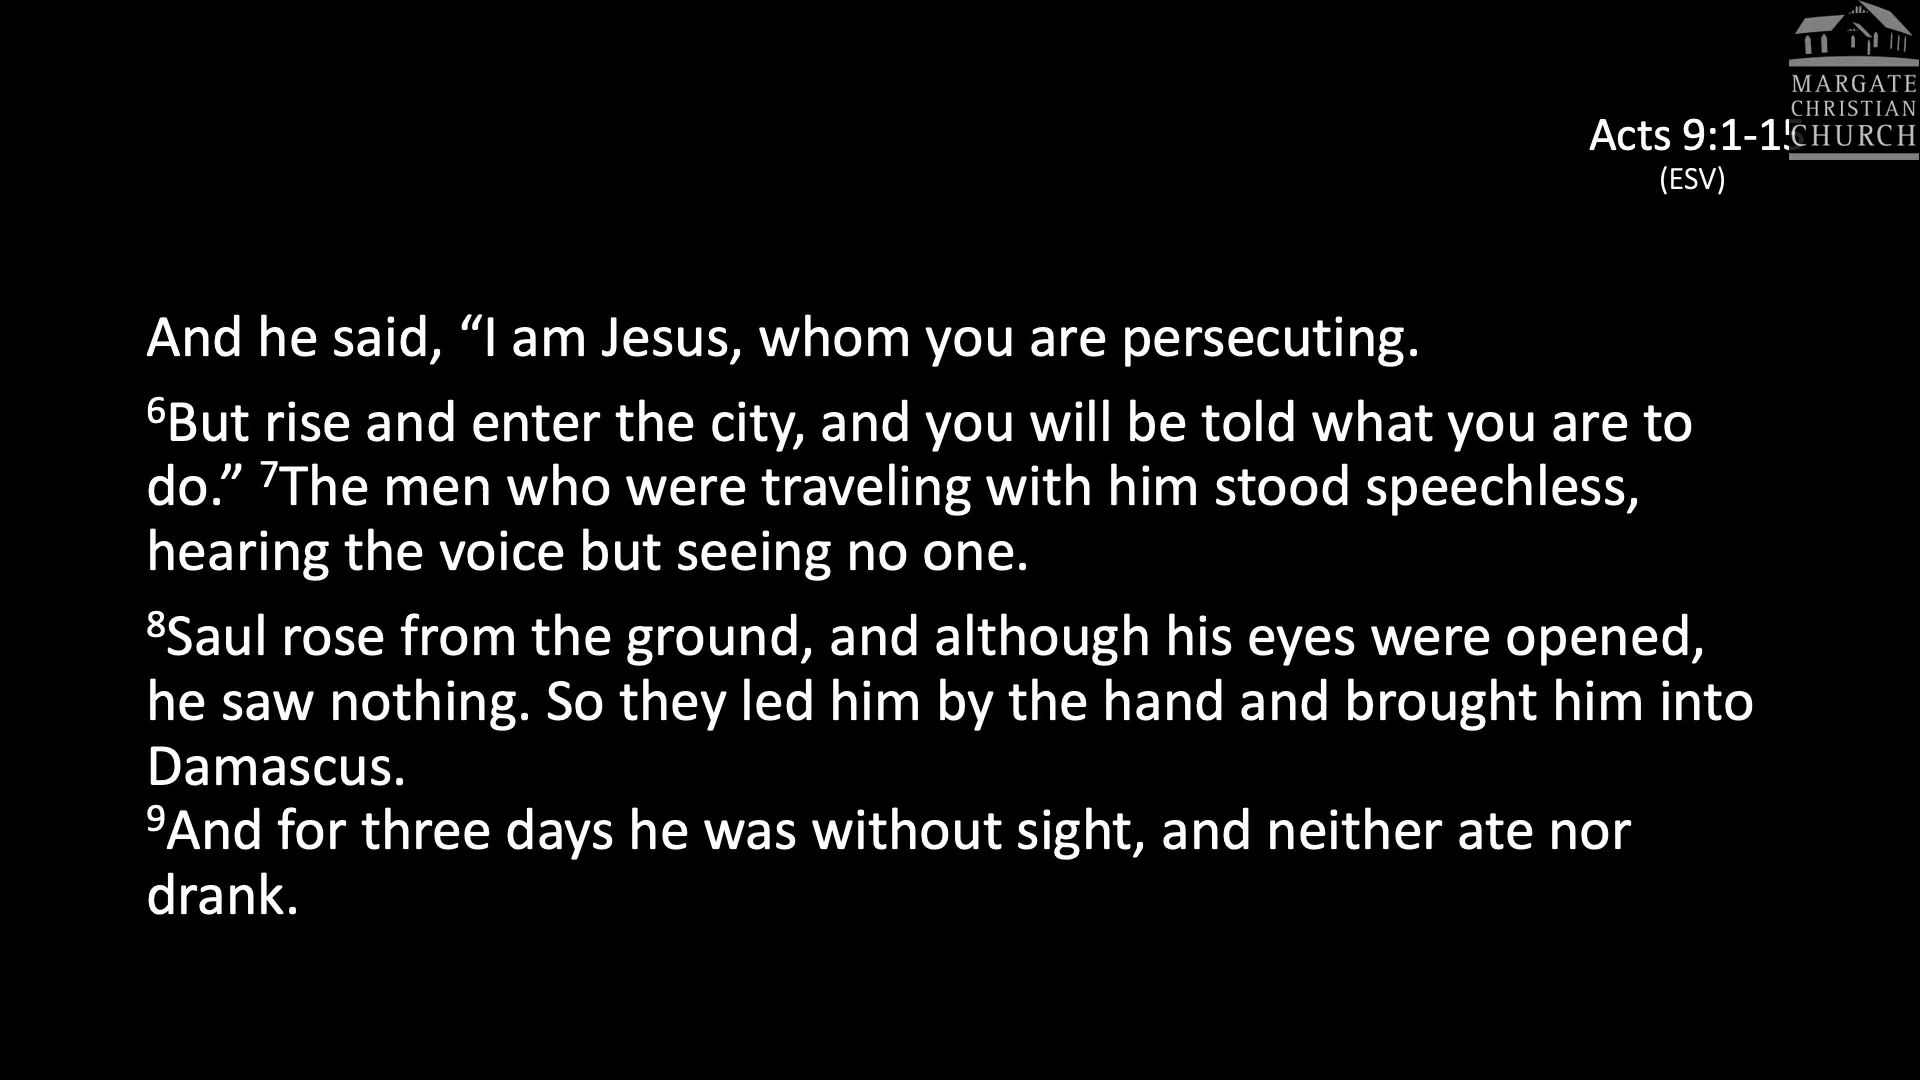 MARGATE
CHRISTIAN
CHURCH
Acts 9:1-15
(ESV)
And he said, “I am Jesus, whom you are persecuting.
⁶But rise and enter the city, and you will be told what you are to
do.” ⁷The men who were traveling with him stood speechless,
hearing the voice but seeing no one.
⁸Saul rose from the ground, and although his eyes were opened,
he saw nothing. So they led him by the hand and brought him into
Damascus.
⁹And for three days he was without sight, and neither ate nor
drank.